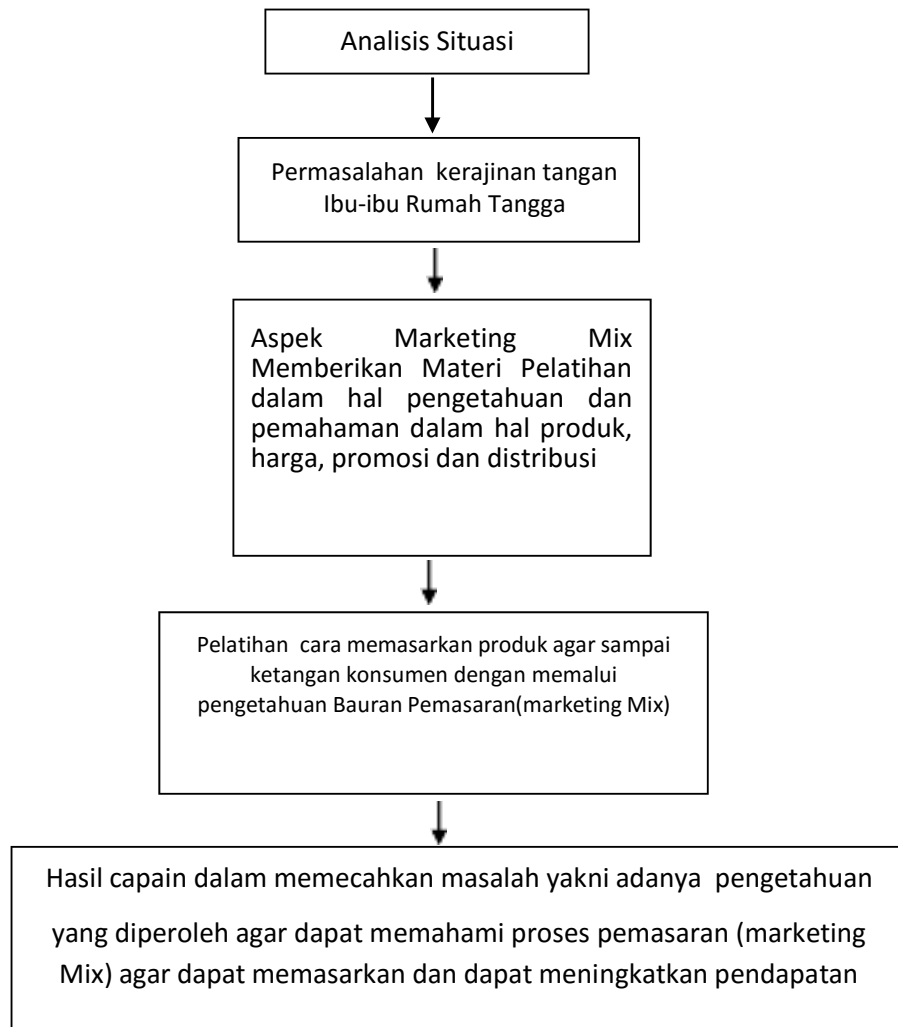 Analisis Situasi
Permasalahan kerajinan tangan
Ibu-ibu Rumah Tangga
Aspek Marketing Mix
Memberikan Materi Pelatihan
dalam hal pengetahuan dan
pemahaman dalam hal produk,
harga, promosi dan distribusi
Pelatihan cara memasarkan produk agar sampai
ketangan konsumen dengan memalui
pengetahuan Bauran Pemasaran(marketing Mix)
Hasil capain dalam memecahkan masalah yakni adanya pengetahuan
yang diperoleh agar dapat memahami proses pemasaran (marketing
Mix) agar dapat memasarkan dan dapat meningkatkan pendapatan